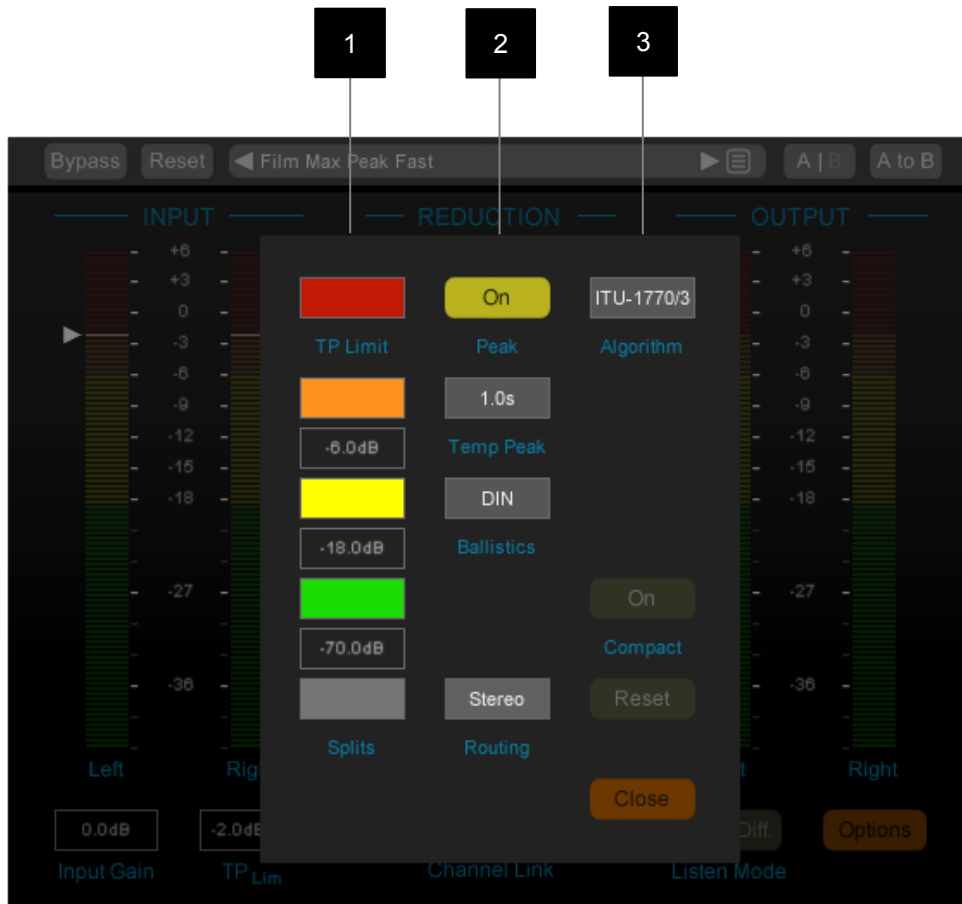 1 2 3
Bypass Reset Film Max Peak Fast A | B A to B
INPUT REDUCTION OUTPUT
+6 +6
+3 On ITU-1770/3 +3
0 0
-3 TP Limit Peak Algorithm -3
-6 -6
-9 1.0s -9
-12 -6.0dB Temp Peak -12
-15 -15
-18 DIN -18
-18.0dB Ballistics
-27 On -27
-70.0dB Compact
-36 Stereo Reset -36
Splits Routing
Left Right
Close
0.0dB -2.0dB Diff. Options
Input Gain TP Lim Channel Link Listen Mode